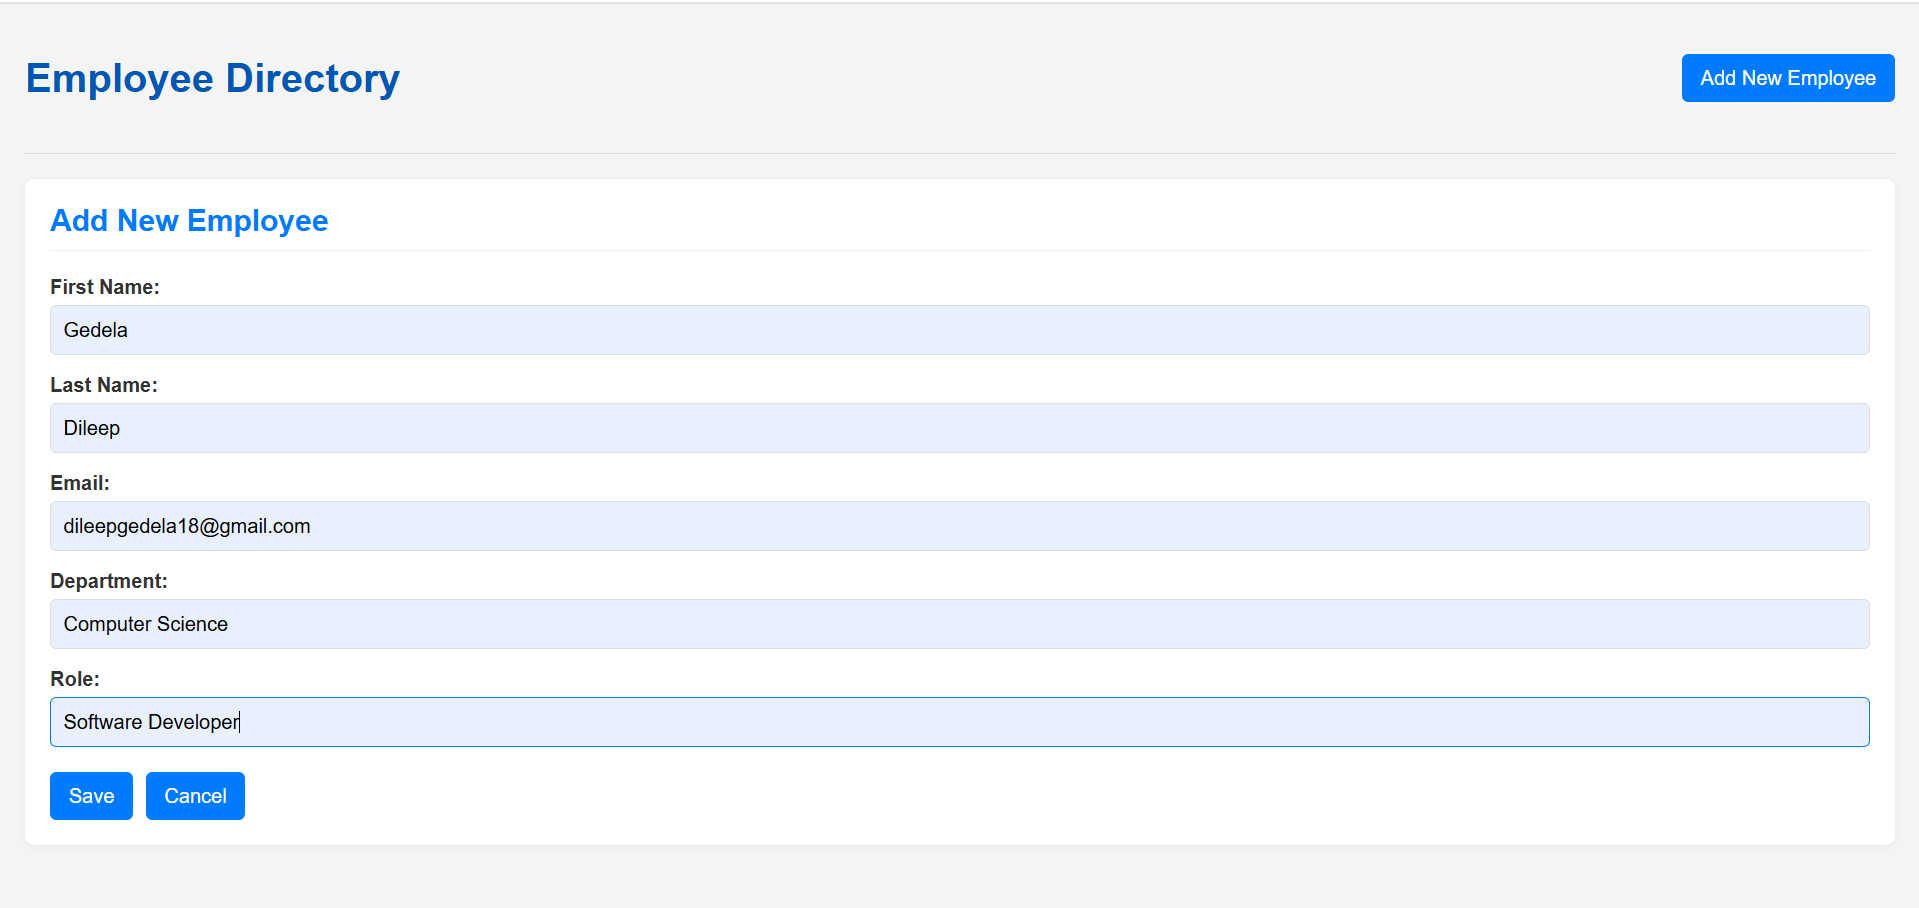 Employee Directory
Add New Employee
Add New Employee
First Name:
Gedela
Last Name:
Dileep
Email:
dileepgedela18@gmail.com
Department:
Computer Science
Role:
Software Developer
Save Cancel